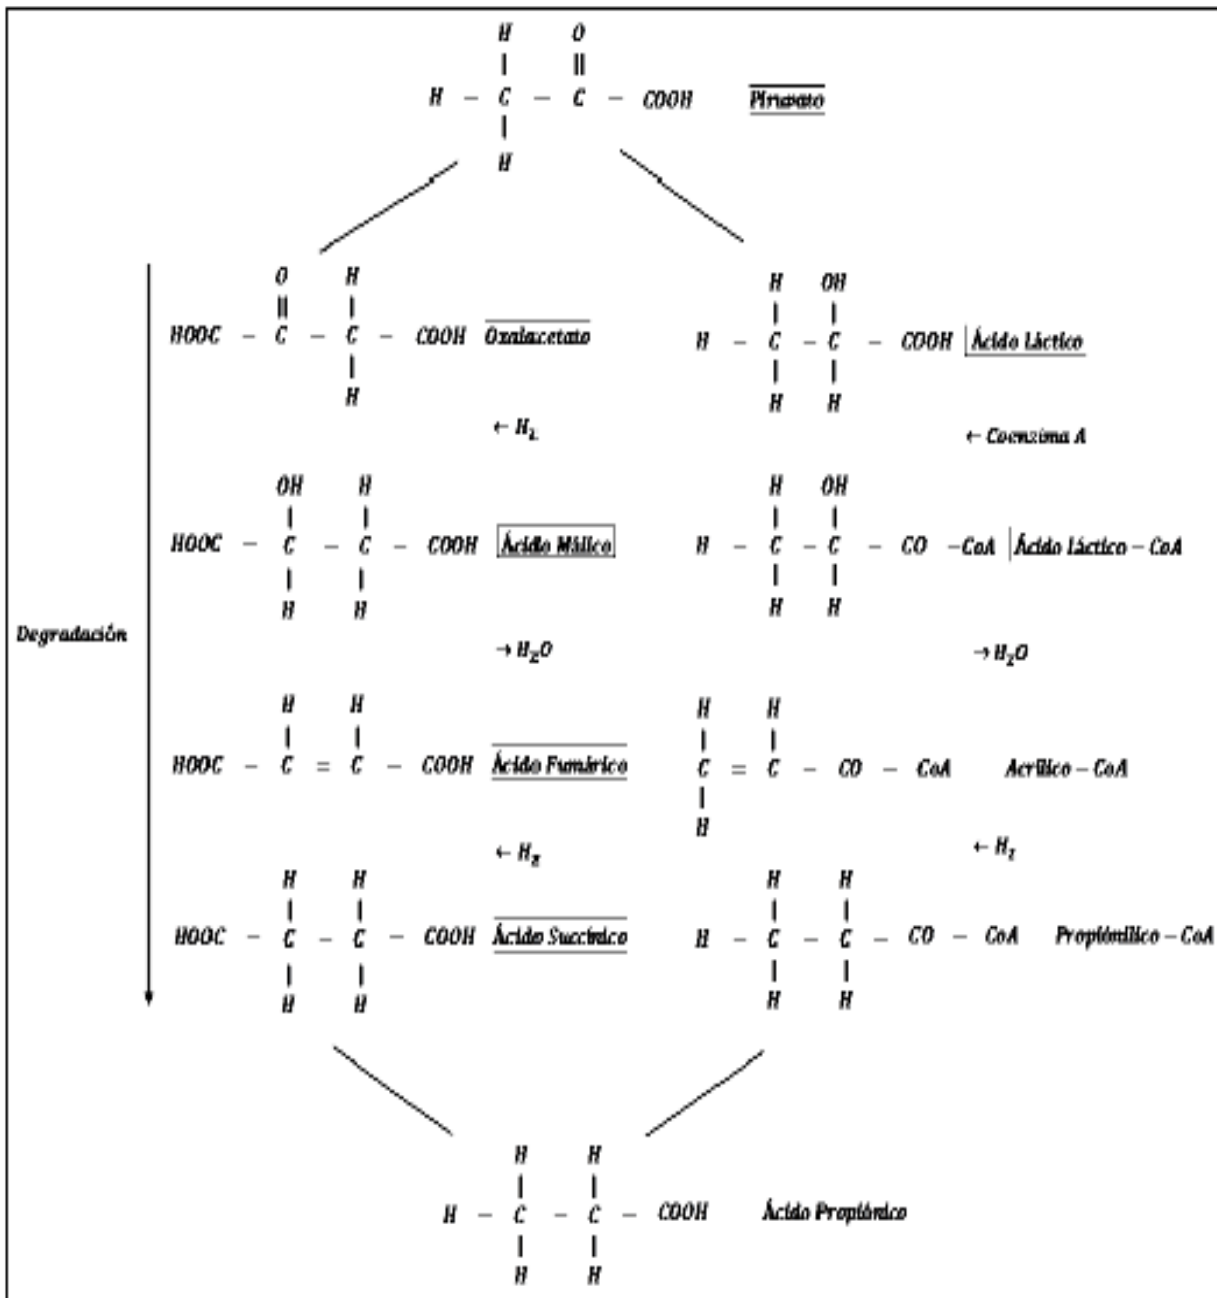 H O
| ||
H – C – C – COOH Piruvato
|
H
O H
|| |
HOOC – C – C – COOH Oxalacetato
|
H
← H2
OH H
| |
HOOC – C – C – COOH Ácido Málico
| |
H H
→ H2O
H H
| |
HOOC – C = C – COOH Ácido Fumárico
← H2
H H
| |
HOOC – C – C – COOH Ácido Succínico
| |
H H
H OH
| |
H – C – C – COOH Ácido Láctico
| |
H H
← Coenzima A
H OH
| |
H – C – C – CO –CoA Ácido Láctico – CoA
| |
H H
→ H2O
H H
| |
C = C – CO – CoA Acrílico – CoA
|
H
← H2
H H
| |
H – C – C – CO – CoA Propiónilico – CoA
| |
H H
Degradación
H H
| |
H – C – C – COOH Ácido Propiónico
| |
H H